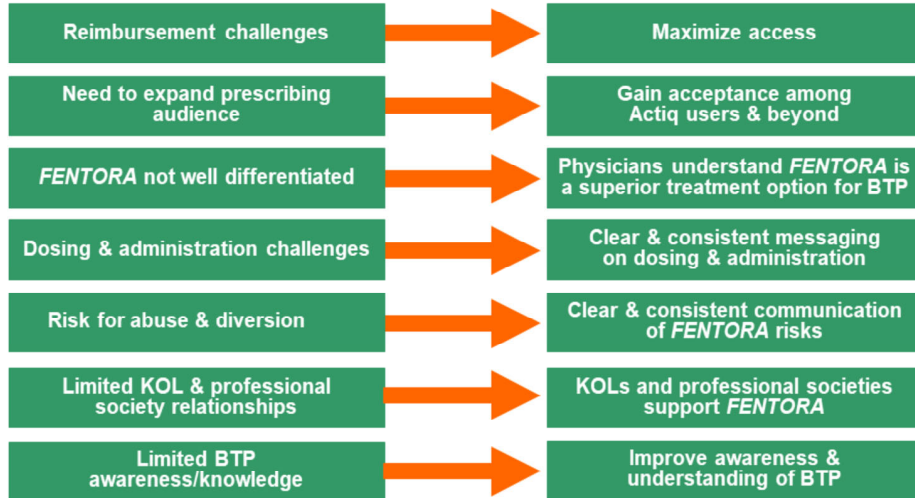 Reimbursement challenges
Maximize access
Need to expand prescribing
audience
Gain acceptance among
Actiq users & beyond
FENTORA not well differentiated
Physicians understand FENTORA is
a superior treatment option for BTP
Dosing & administration challenges
Clear & consistent messaging
on dosing & administration
Risk for abuse & diversion
Clear & consistent communication
of FENTORA risks
Limited KOL & professional
society relationships
KOLs and professional societies
support FENTORA
Limited BTP
awareness/knowledge
Improve awareness &
understanding of BTP